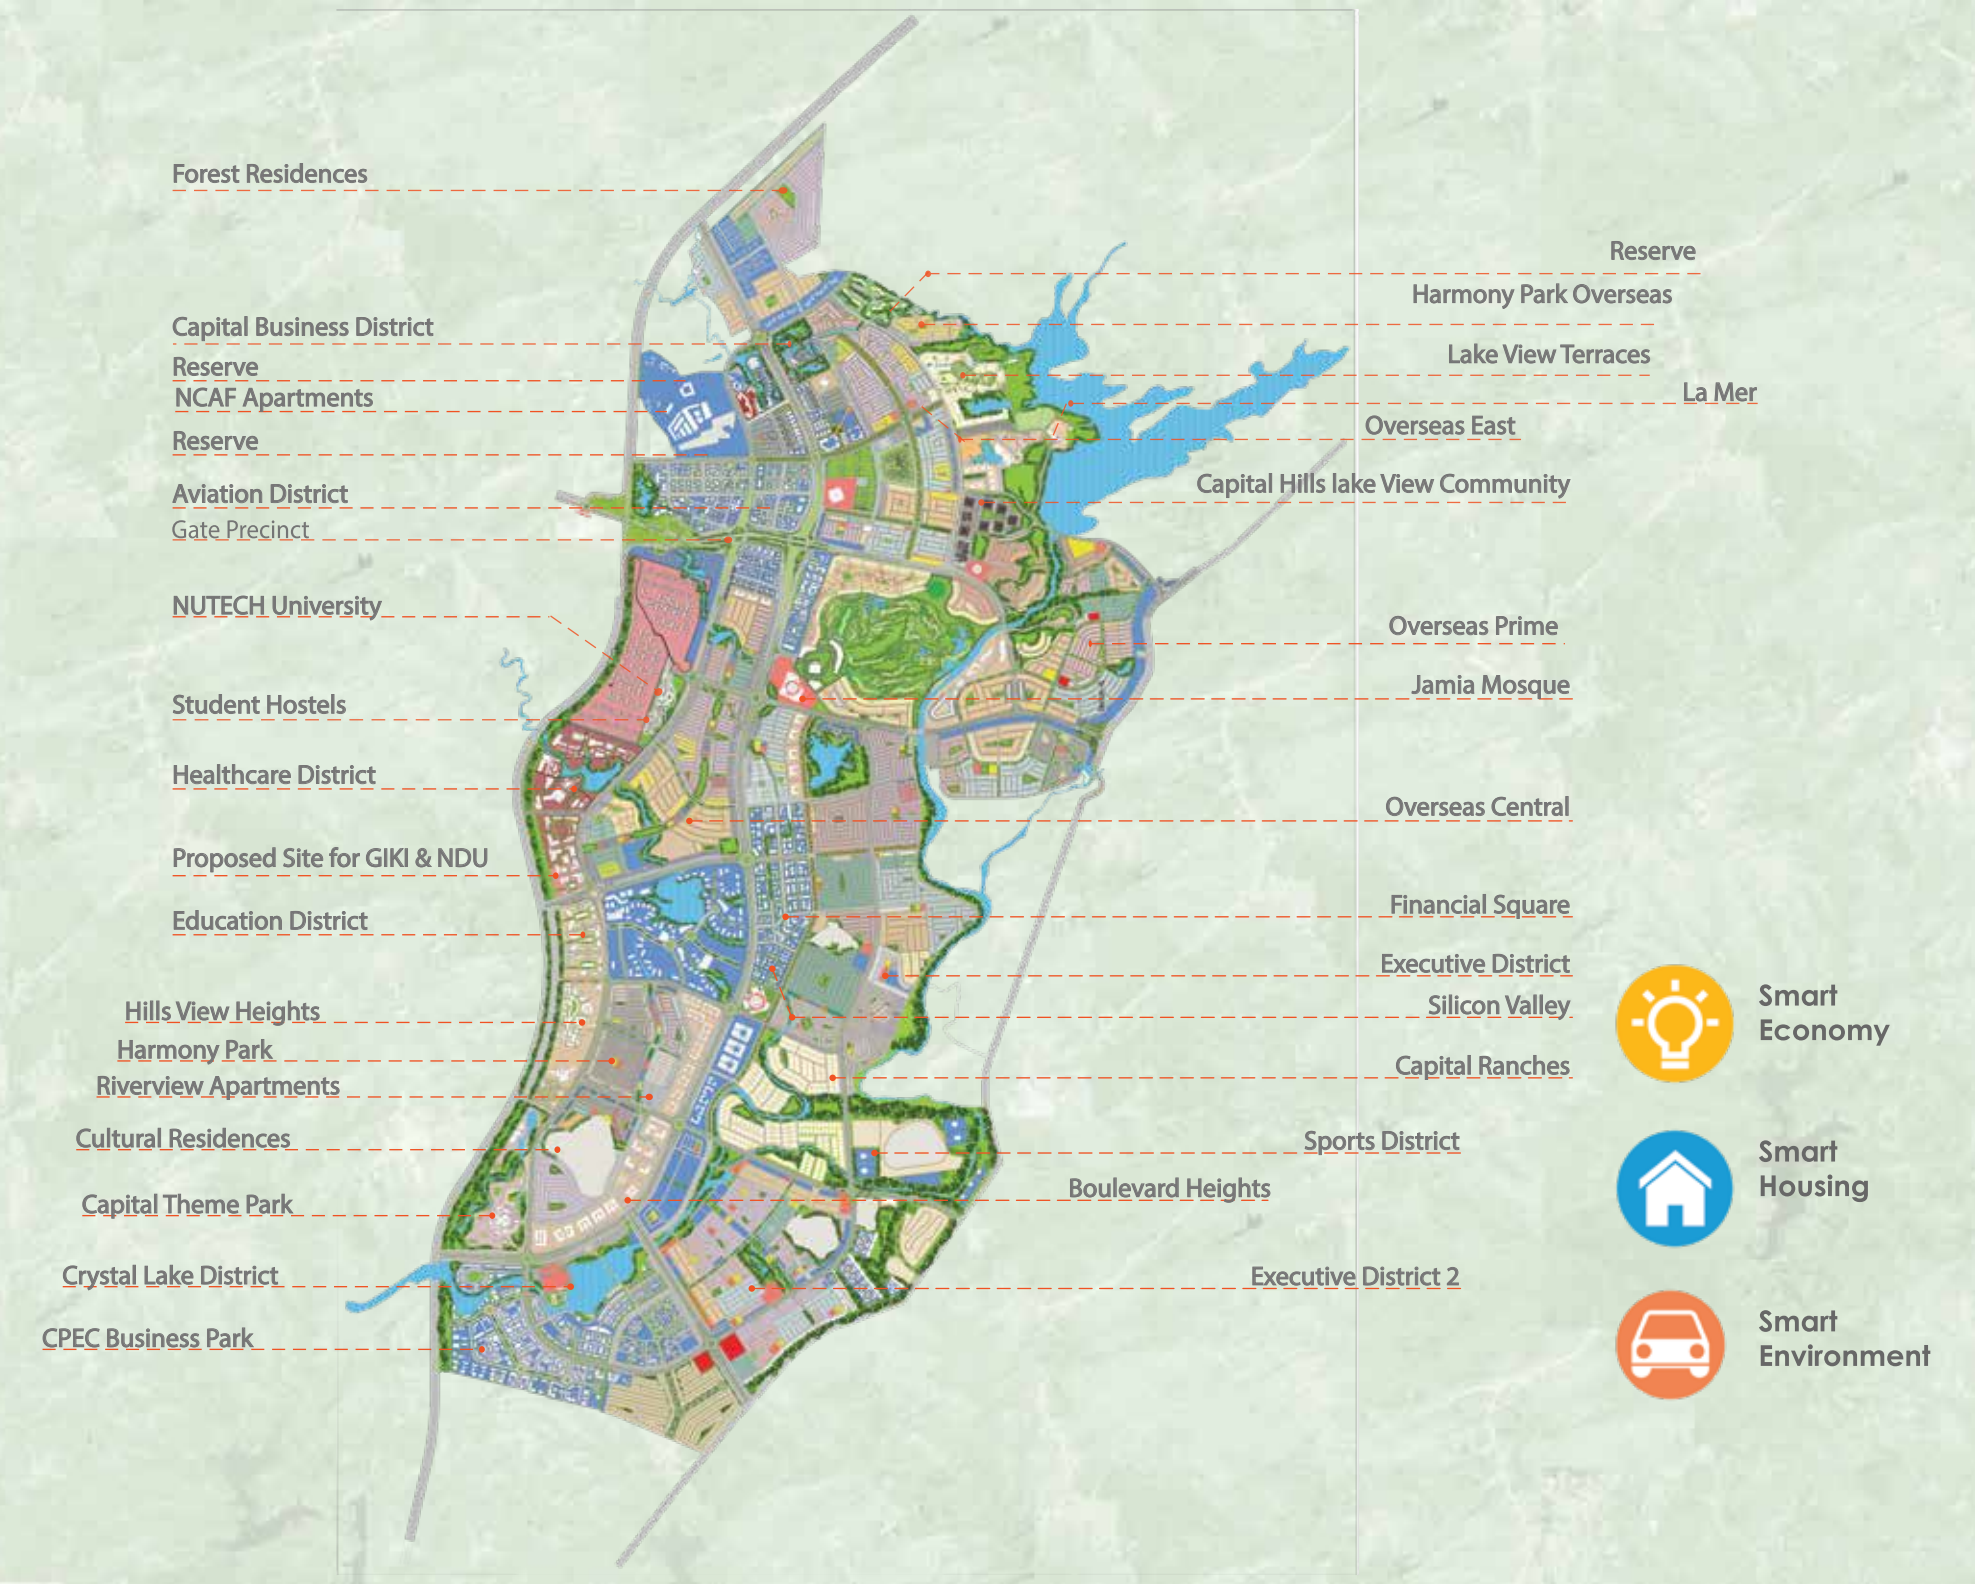 Forest Residences
Capital Business District
Reserve
NCAF Apartments
Reserve
Aviation District
Gate Precinct
NUTECH University
Student Hostels
Healthcare District
Proposed Site for GIKI & NDU
Education District
Hills View Heights
Harmony Park
Riverview Apartments
Cultural Residences
Capital Theme Park
Crystal Lake District
CPEC Business Park
Reserve
Harmony Park Overseas
Lake View Terraces
La Mer
Overseas East
Capital Hills lake View Community
Overseas Prime
Jamia Mosque
Overseas Central
Financial Square
Executive District
Silicon Valley
Capital Ranches
Sports District
Boulevard Heights
Executive District 2
Smart
Economy
Smart
Housing
Smart
Environment